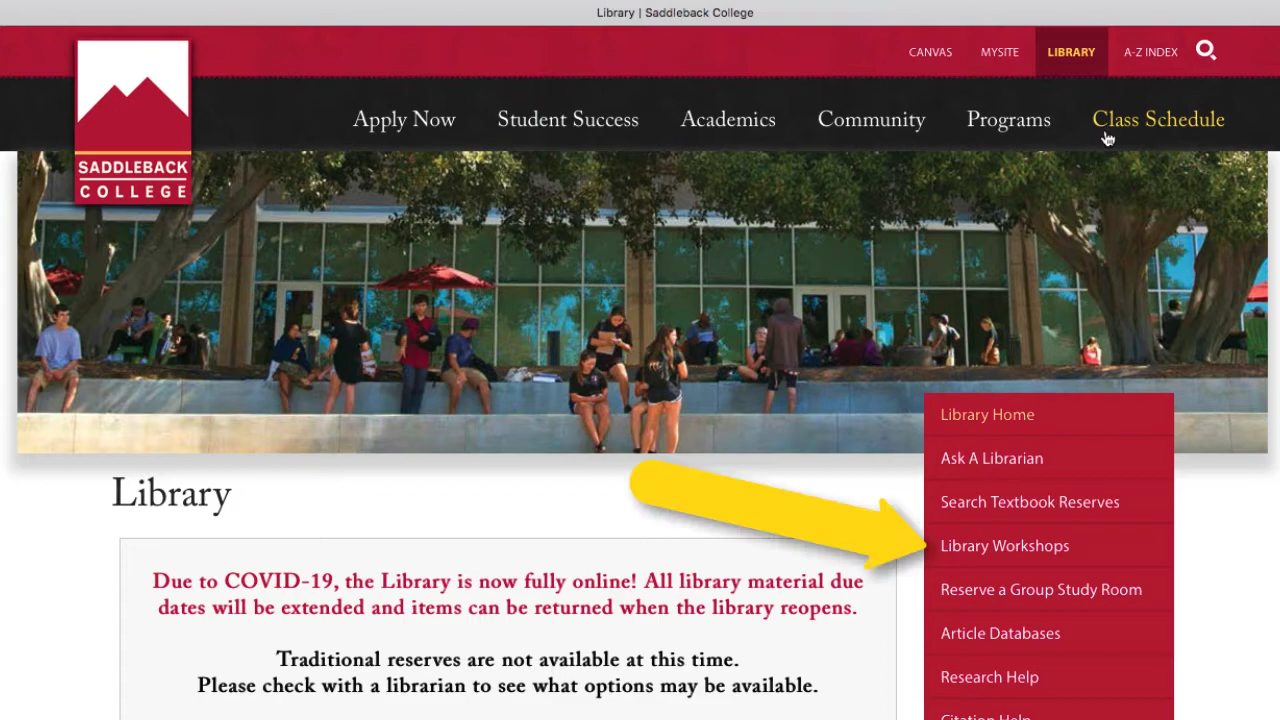 Library | Saddleback College
CANVAS
MYSITE
LIBRARY
A-Z INDEX
SADDLEBACK
COLLEGE
Apply Now
Student Success
Academics
Community
Programs
Class Schedule
Library Home
Ask A Librarian
Search Textbook Reserves
Library Workshops
Reserve a Group Study Room
Article Databases
Research Help
Citation Help
Library
Due to COVID-19, the Library is now fully online! All library material due
dates will be extended and items can be returned when the library reopens.
Traditional reserves are not available at this time.
Please check with a librarian to see what options may be available.